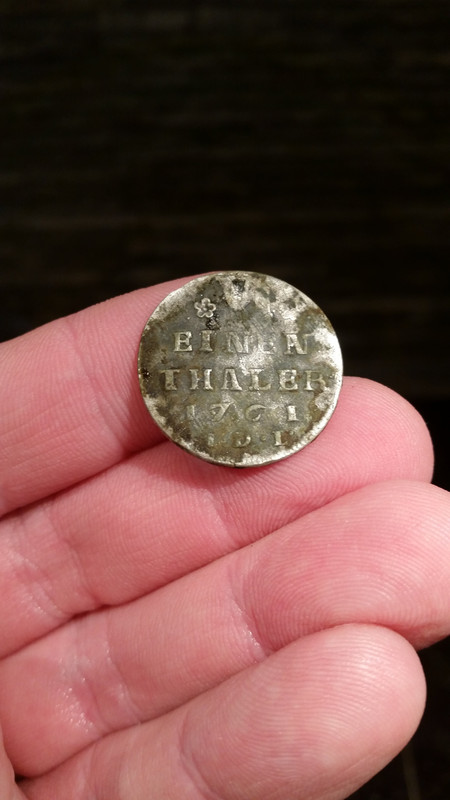 EINEN
THALER
1761
I.D.I